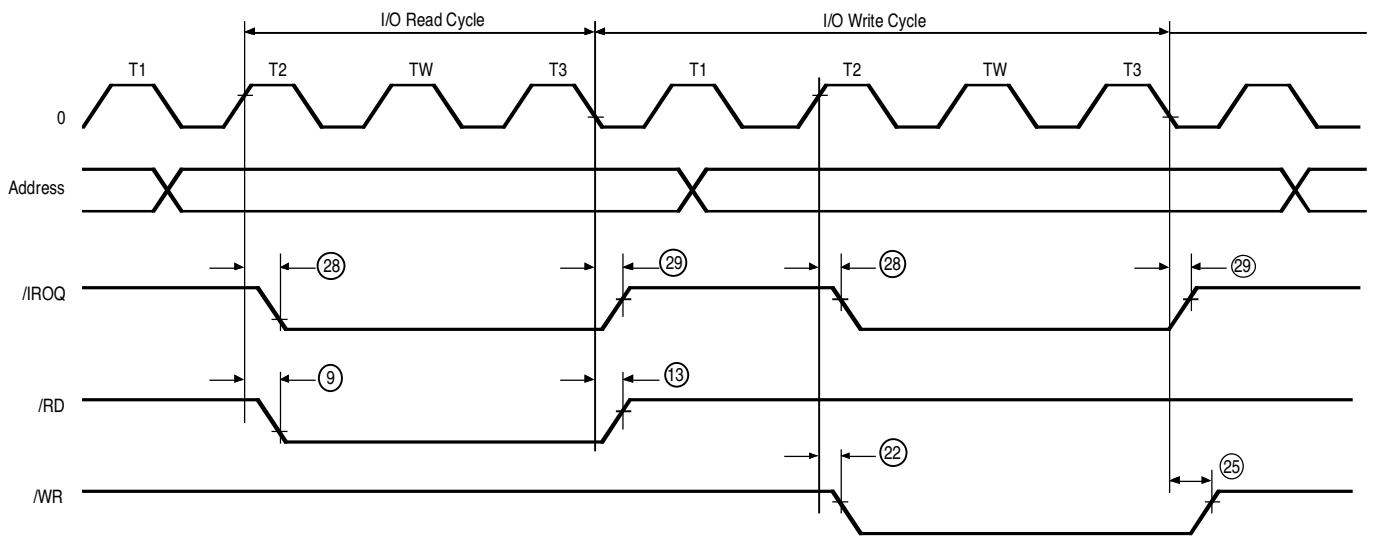 I/O Read Cycle I/O Write Cycle
T1 T2 TW T3 T1 T2 TW T3
0
Address
28 29 28 29
/IROQ
9 13
/RD
22
25
/WR